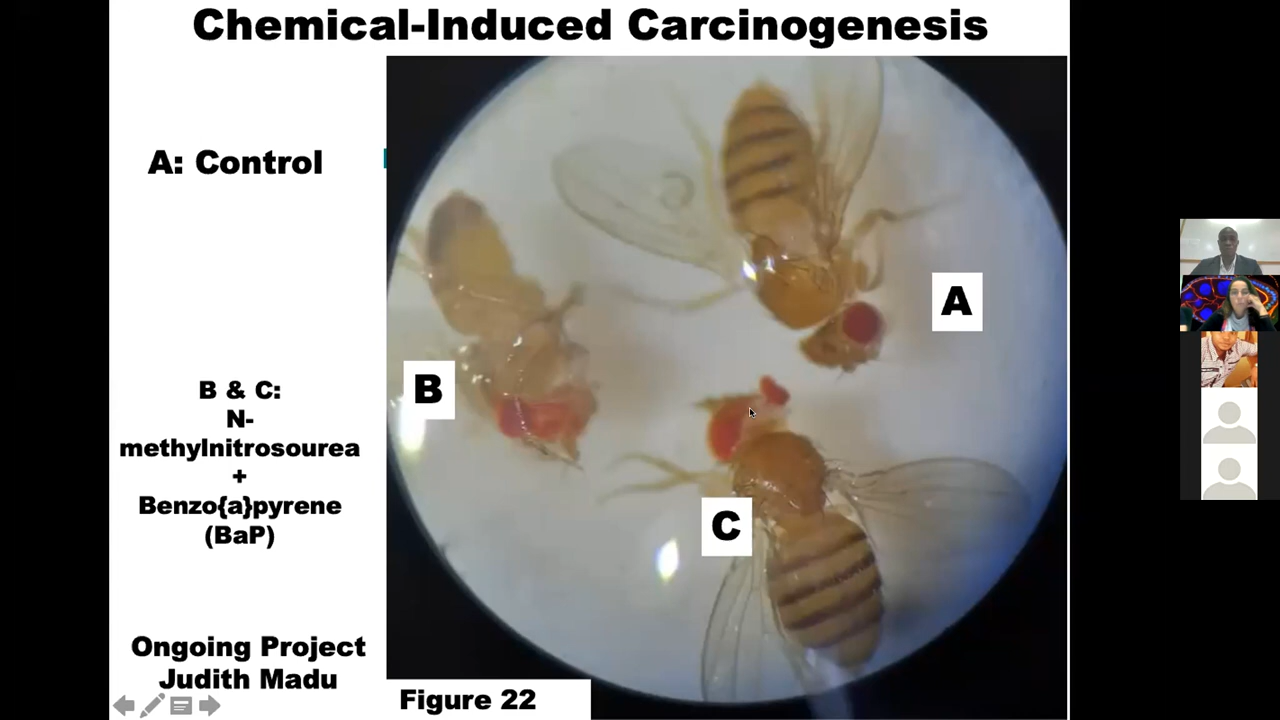 Chemical-Induced Carcinogenesis
A: Control
A
B
B & C:
N-
methylnitrosourea
+
Benzo{a}pyrene
(BaP)
C
Ongoing Project
Judith Madu
Figure 22